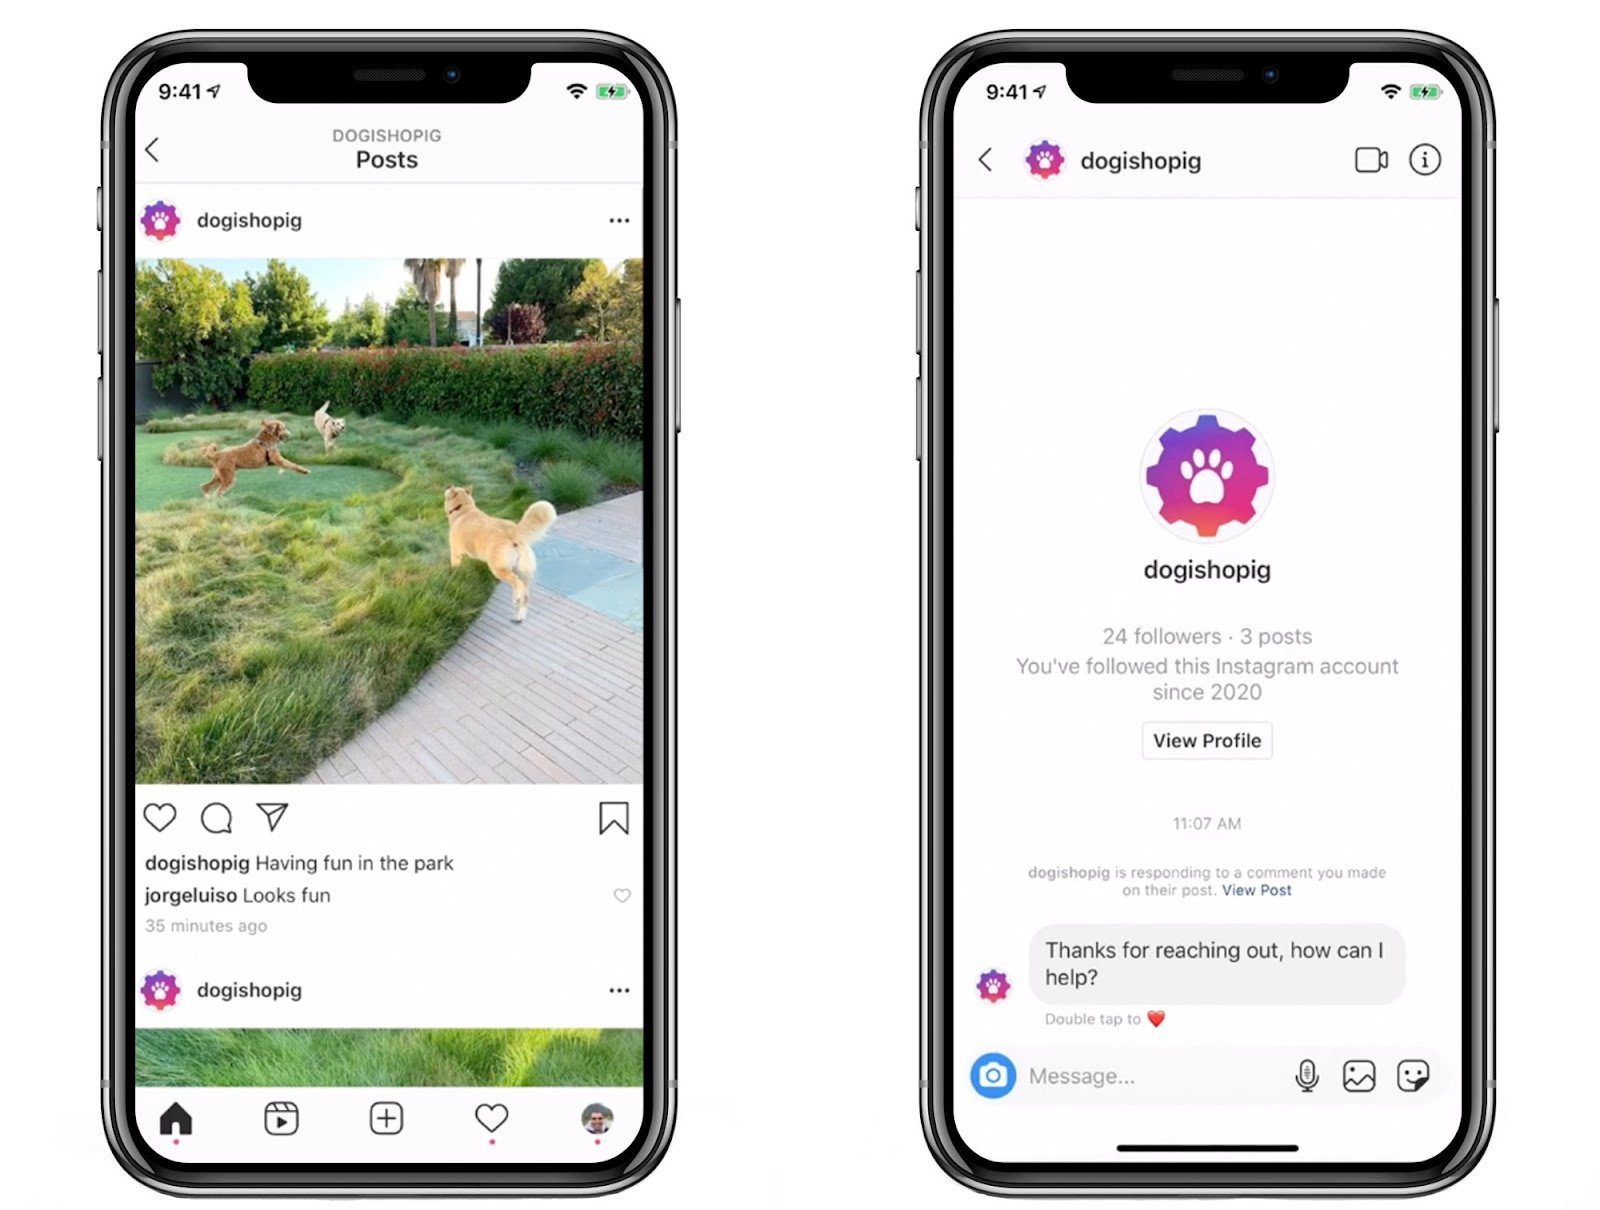 9:41
DOGISHOPIG
Posts
dogishopig
dogishopig Having fun in the park
jorgeluiso Looks fun
35 minutes ago
dogishopig
9:41
dogishopig
dogishopig
24 followers · 3 posts
You've followed this Instagram account
since 2020
View Profile
11:07 AM
dogishopig is responding to a comment you made
on their post. View Post
Thanks for reaching out, how can I
help?
Double tap to ❤️
Message...